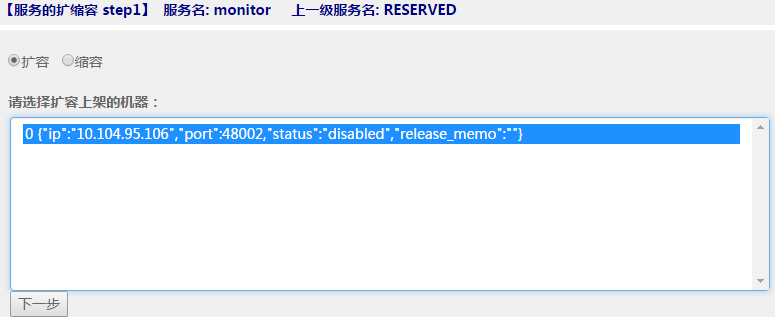 【服务的扩缩容 step1】 服务名: monitor 上一级服务名: RESERVED
扩容 缩容
请选择扩容上架的机器：
0 {"ip":"10.104.95.106","port":48002,"status":"disabled","release_memo":""}
下一步